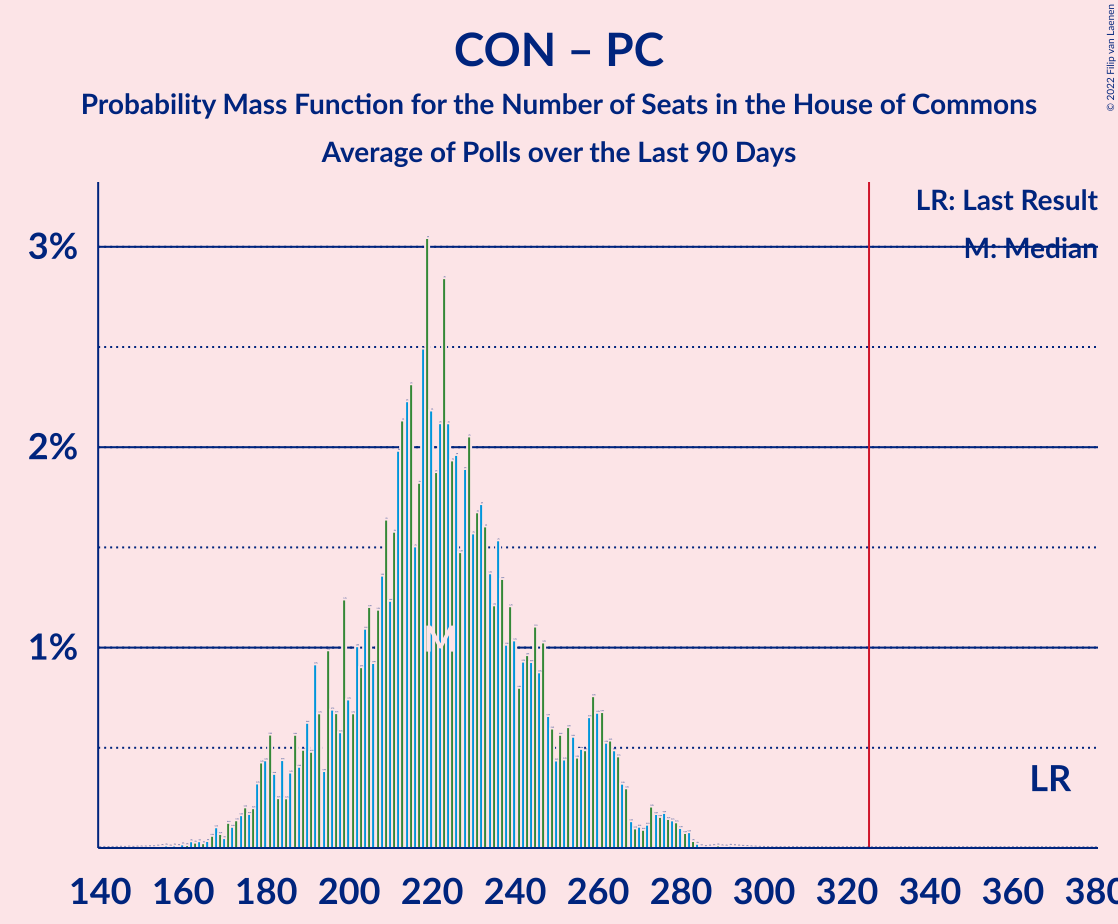 CON – PC
Probability Mass Function for the Number of Seats in the House of Commons
Average of Polls over the Last 90 Days
© 2022 Filip van Laenen
LR: Last Result
M: Median
3%
2%
1%
M
LR
140 160 180 200 220 240 260 280 300 320 340 360 380